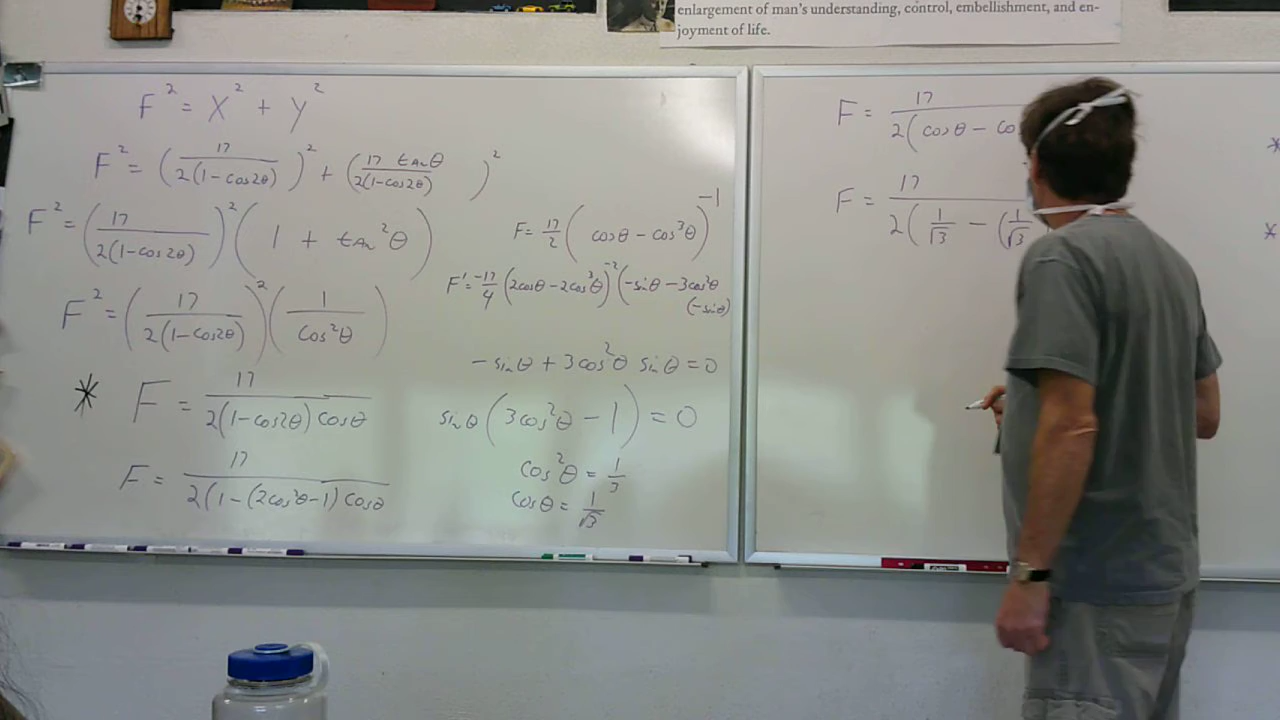 enlargement of man's understanding, control, embellishment, and en-
joyment of life.
F² = X² + Y²
F² = (17 / 2(1-cos2θ))² + (17 tanθ / 2(1-cos2θ))²
F² = (17 / 2(1-cos2θ))² (1 + tan²θ)
F² = (17 / 2(1-cos2θ))² (1 / cos²θ)
* F = 17 / 2(1-cos2θ)cosθ
F = 17 / 2(1-(2cos²θ-1)cosθ
F = 17/2 (cosθ - cos³θ)⁻¹
F' = -17/4 (2cosθ - 2cos³θ)⁻² (-sinθ - 3cos²θ
(-sinθ)
-sinθ + 3cos²θ sinθ = 0
sinθ (3cos²θ - 1) = 0
cos²θ = 1/3
cosθ = 1/√3
F = 17 / 2(cosθ - co
F = 17 / 2(1/√3 - (1/√3
*
*